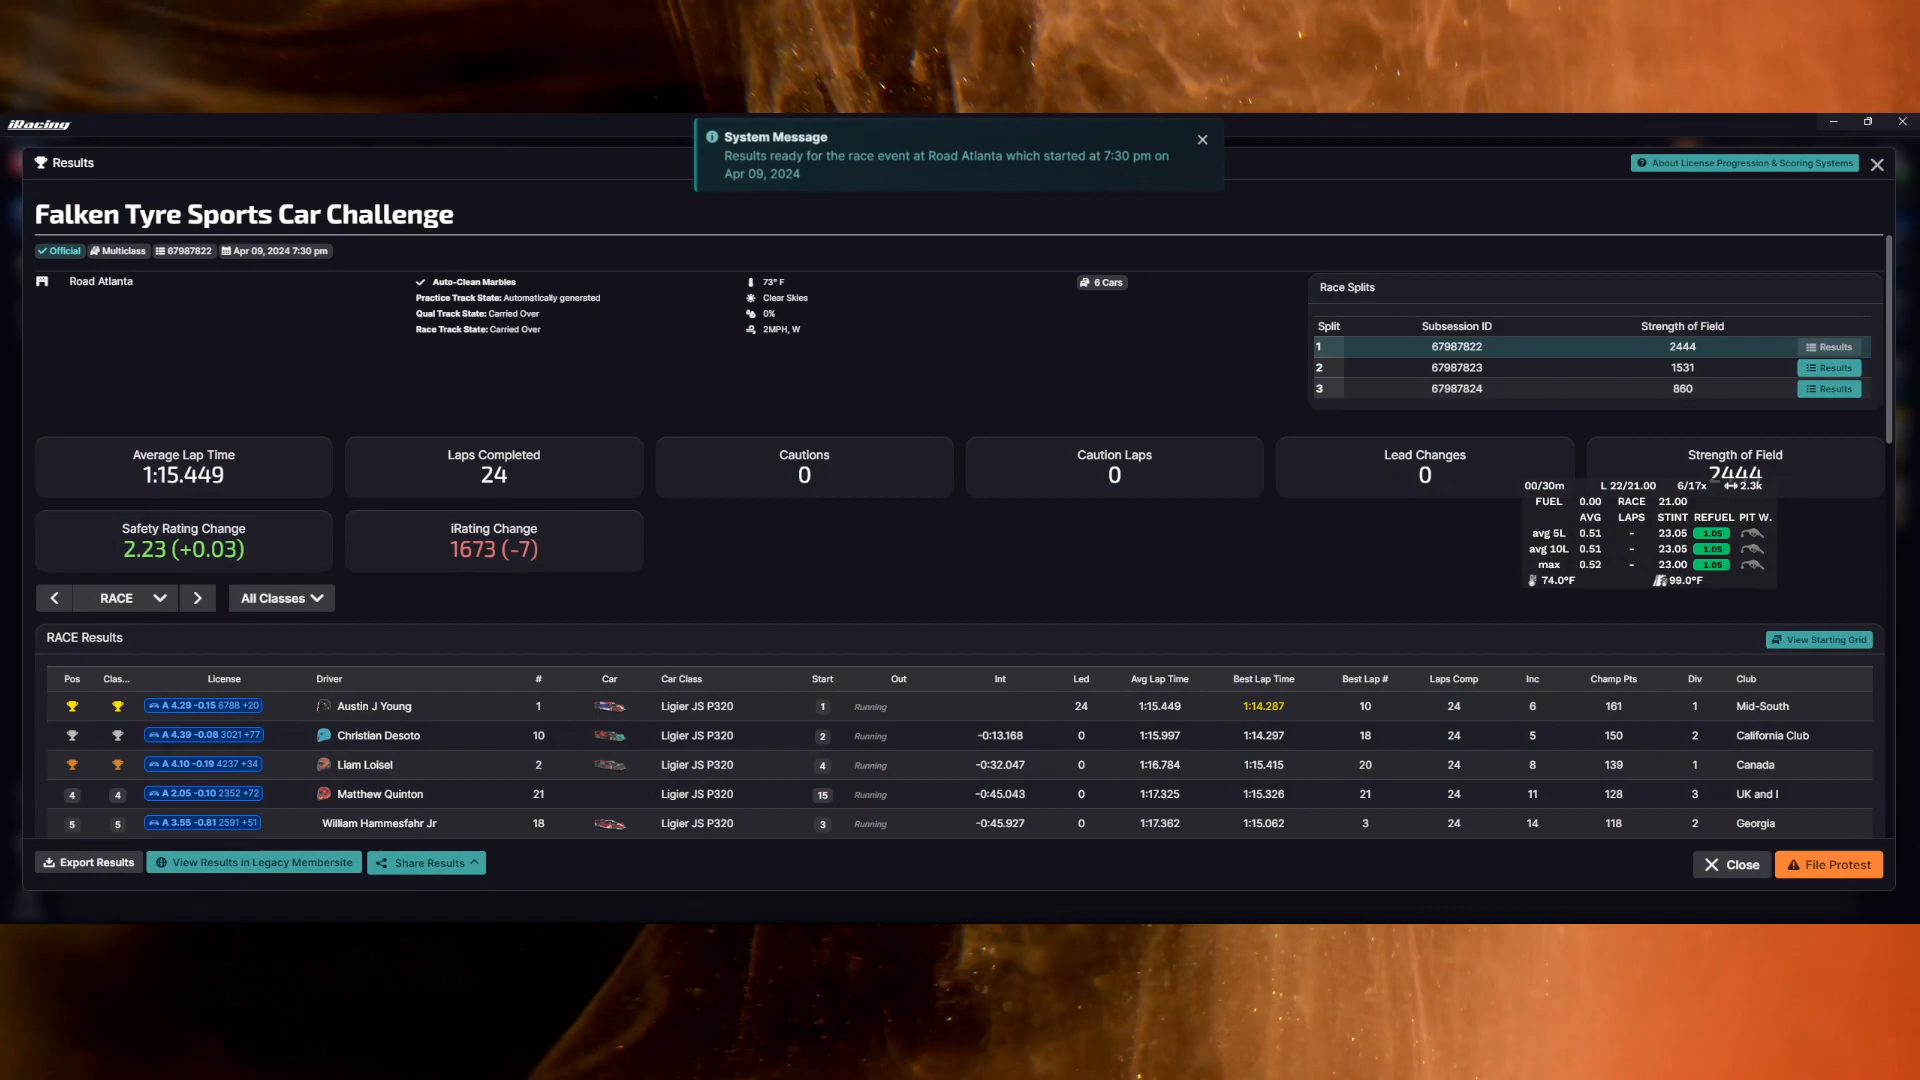 iRacing
System Message
Results ready for the race event at Road Atlanta which started at 7:30 pm on
Apr 09, 2024
Results
About License Progression & Scoring Systems
Falken Tyre Sports Car Challenge
Official Multiclass 67987822 Apr 09, 2024 7:30 pm
Road Atlanta
Auto-Clean Marbles
Practice Track State: Automatically generated
Qual Track State: Carried Over
Race Track State: Carried Over
73° F
Clear Skies
0%
2MPH, W
6 Cars
Race Splits
Split Subsession ID Strength of Field
1 67987822 2444 Results
2 67987823 1531 Results
3 67987824 860 Results
Average Lap Time
1:15.449
Laps Completed
24
Cautions
0
Caution Laps
0
Lead Changes
0
Strength of Field
2444
Safety Rating Change
2.23 (+0.03)
iRating Change
1673 (-7)
00/30m L 22/21.00 6/17x 2.3k
FUEL 0.00 RACE 21.00
AVG LAPS STINT REFUEL PIT W.
avg 5L 0.51 - 23.05 1.05
avg 10L 0.51 - 23.05 1.05
max 0.52 - 23.00 1.05
74.0°F 99.0°F
RACE All Classes
RACE Results
View Starting Grid
Pos Clas... License Driver # Car Car Class Start Out Int Led Avg Lap Time Best Lap Time Best Lap # Laps Comp Inc Champ Pts Div Club
A 4.29 -0.15 6788 +20 Austin J Young 1 Ligier JS P320 1 Running 24 1:15.449 1:14.287 10 24 6 161 1 Mid-South
A 4.39 -0.08 3021 +77 Christian Desoto 10 Ligier JS P320 2 Running -0:13.168 0 1:15.997 1:14.297 18 24 5 150 2 California Club
A 4.10 -0.19 4237 +34 Liam Loisel 2 Ligier JS P320 4 Running -0:32.047 0 1:16.784 1:15.415 20 24 8 139 1 Canada
4 4 A 2.05 -0.10 2352 +72 Matthew Quinton 21 Ligier JS P320 15 Running -0:45.043 0 1:17.325 1:15.326 21 24 11 128 3 UK and I
5 5 A 3.55 -0.81 2591 +51 William Hammesfahr Jr 18 Ligier JS P320 3 Running -0:45.927 0 1:17.362 1:15.062 3 24 14 118 2 Georgia
Export Results View Results in Legacy Membersite Share Results
Close File Protest